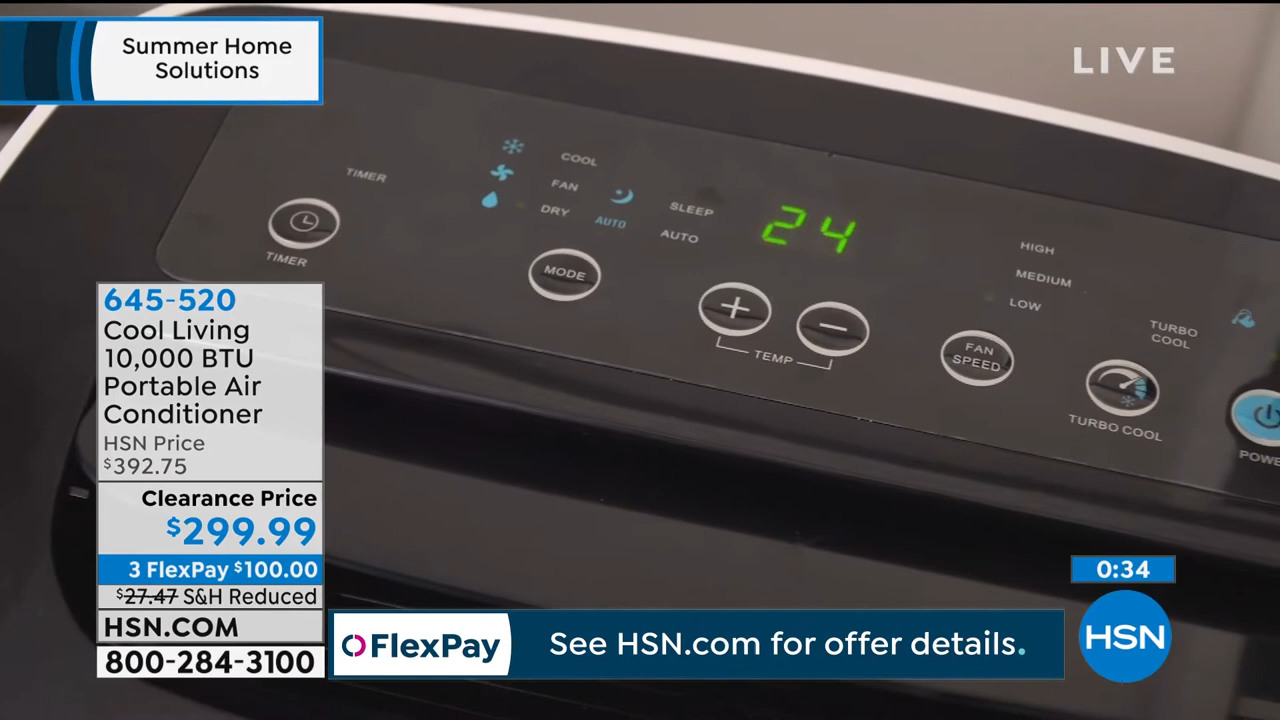 Summer Home
Solutions
LIVE
TIMER
TIMER
COOL
FAN
DRY
AUTO
SLEEP
AUTO
MODE
24
+
−
TEMP
HIGH
MEDIUM
LOW
FAN
SPEED
TURBO
COOL
TURBO COOL
645-520
Cool Living
10,000 BTU
Portable Air
Conditioner
HSN Price
$392.75
Clearance Price
$299.99
3 FlexPay $100.00
$27.47 S&H Reduced
HSN.COM
800-284-3100
FlexPay
See HSN.com for offer details.
0:34
HSN